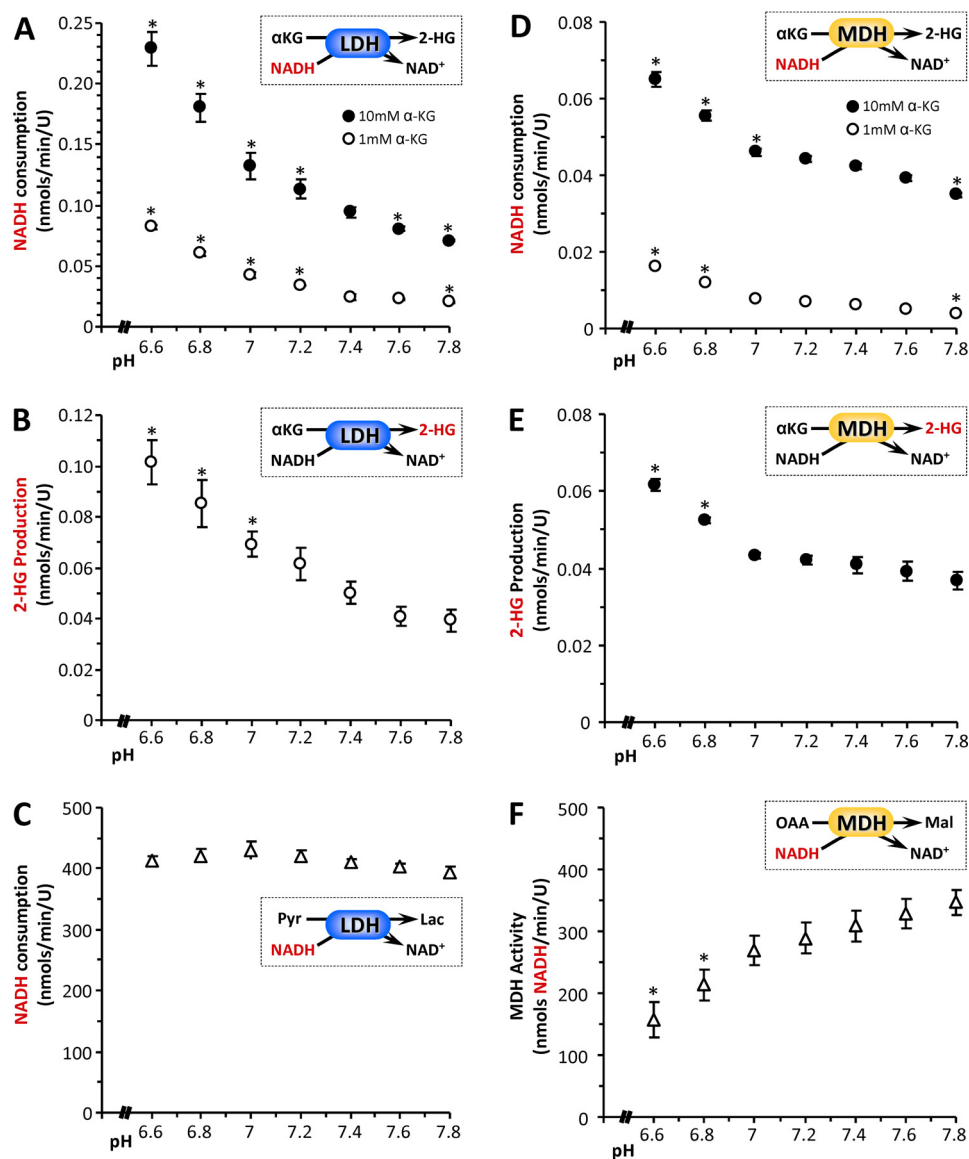 A
NADH consumption
(nmols/min/U)
0.25
0.20
0.15
0.10
0.05
0
αKG
LDH
2-HG
NADH
NAD⁺
10mM α-KG
1mM α-KG
* * * * * *
* * * * *
6.6 6.8 7 7.2 7.4 7.6 7.8
pH
B
2-HG Production
(nmols/min/U)
0.12
0.10
0.08
0.06
0.04
0.02
0
αKG
LDH
2-HG
NADH
NAD⁺
* * *
6.6 6.8 7 7.2 7.4 7.6 7.8
pH
C
NADH consumption
(nmols/min/U)
500
400
300
200
100
0
Pyr
LDH
Lac
NADH
NAD⁺
6.6 6.8 7 7.2 7.4 7.6 7.8
pH
D
NADH consumption
(nmols/min/U)
0.08
0.06
0.04
0.02
0
αKG
MDH
2-HG
NADH
NAD⁺
10mM α-KG
1mM α-KG
* * * *
* * *
6.6 6.8 7 7.2 7.4 7.6 7.8
pH
E
2-HG Production
(nmols/min/U)
0.08
0.06
0.04
0.02
0
αKG
MDH
2-HG
NADH
NAD⁺
* *
6.6 6.8 7 7.2 7.4 7.6 7.8
pH
F
MDH Activity
(nmols NADH/min/U)
500
400
300
200
100
0
OAA
MDH
Mal
NADH
NAD⁺
* *
6.6 6.8 7 7.2 7.4 7.6 7.8
pH